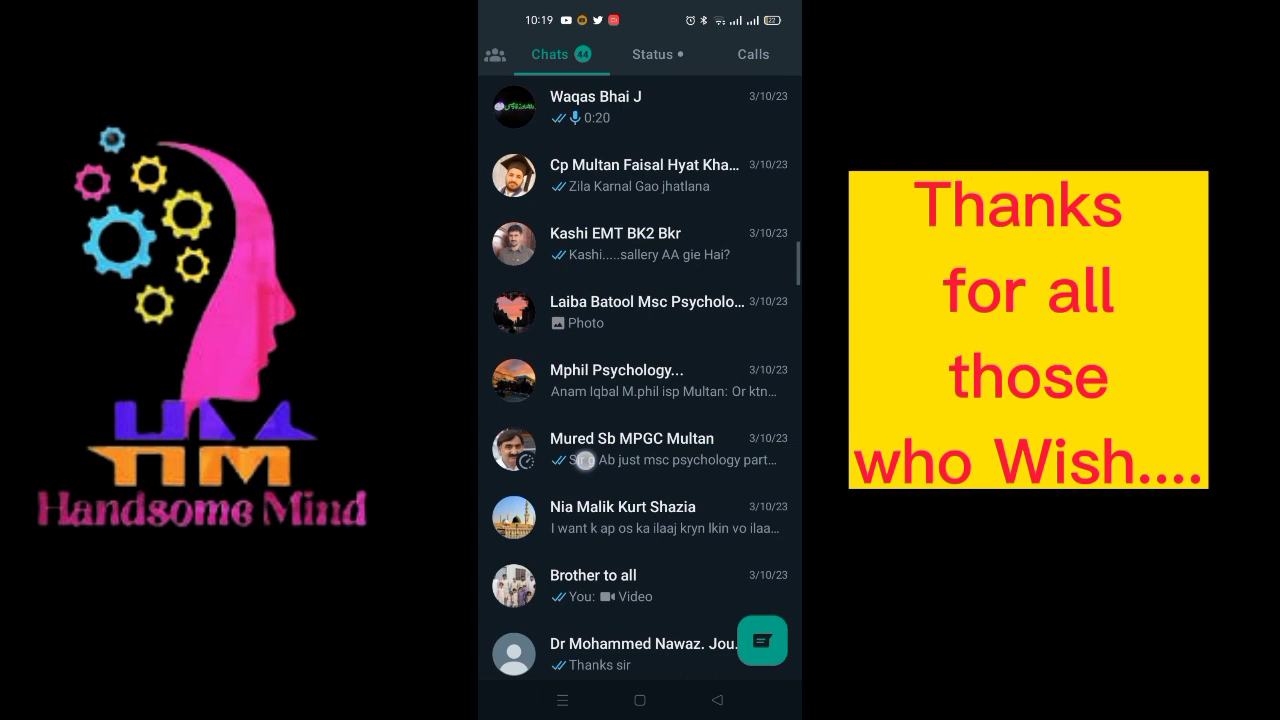 HM
Handsome Mind
10:19
22
Chats 44
Status
Calls
Waqas Bhai J
3/10/23
0:20
Cp Multan Faisal Hyat Kha...
3/10/23
Zila Karnal Gao jhatlana
Kashi EMT BK2 Bkr
3/10/23
Kashi.....sallery AA gie Hai?
Laiba Batool Msc Psycholo...
3/10/23
Photo
Mphil Psychology...
3/10/23
Anam Iqbal M.phil isp Multan: Or ktn...
Mured Sb MPGC Multan
3/10/23
Sir g Ab just msc psychology part...
Nia Malik Kurt Shazia
3/10/23
I want k ap os ka ilaaj kryn lkin vo ilaa...
Brother to all
3/10/23
You: Video
Dr Mohammed Nawaz. Jou.
Thanks sir
Thanks
for all
those
who Wish....